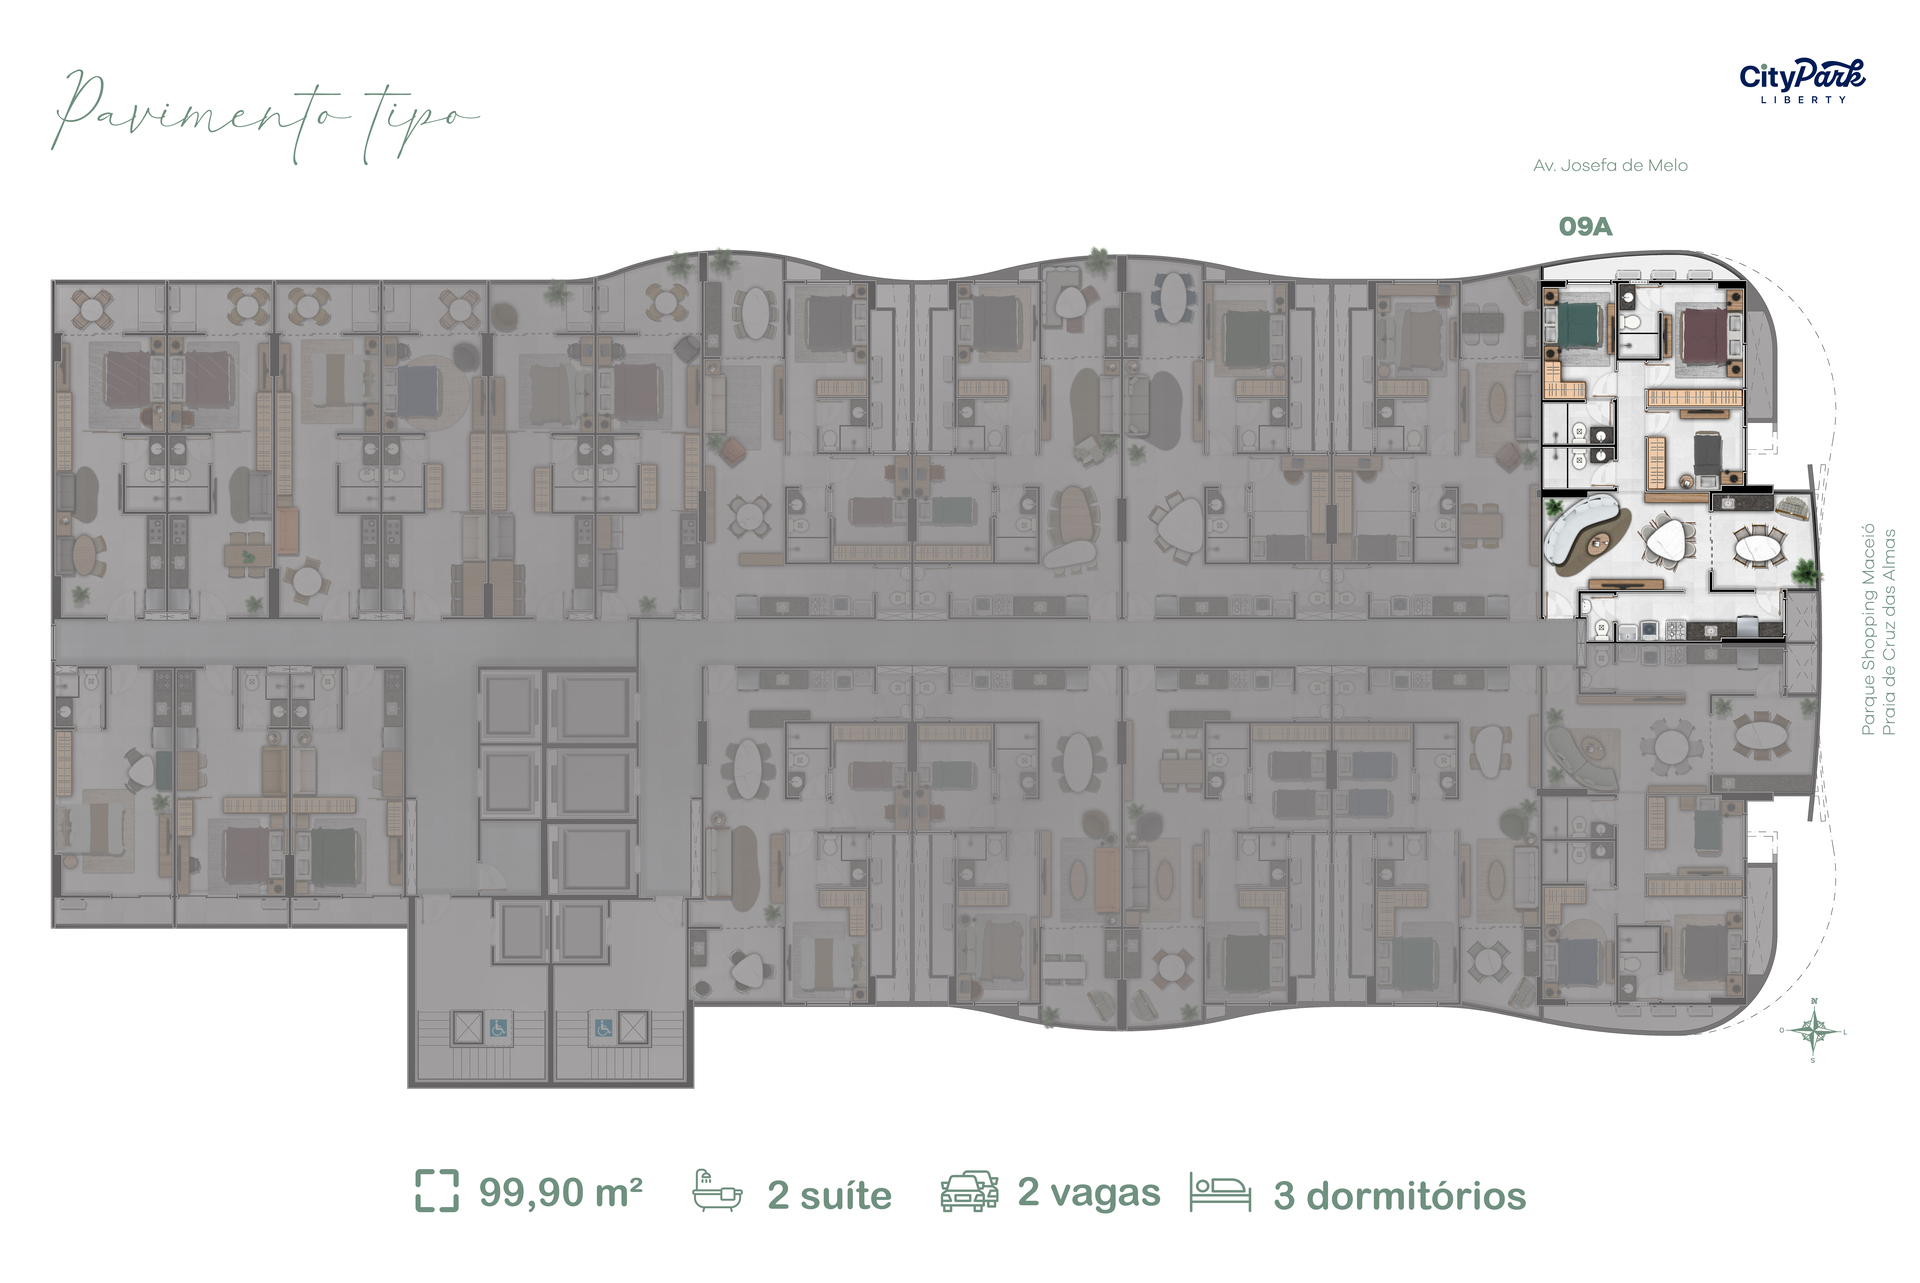 Pavimento tipo
CityPark
LIBERTY
Av. Josefa de Melo
09A
Parque Shopping Maceió
Praia de Cruz das Almas
N
O
L
S
99,90 m²
2 suíte
2 vagas
3 dormitórios